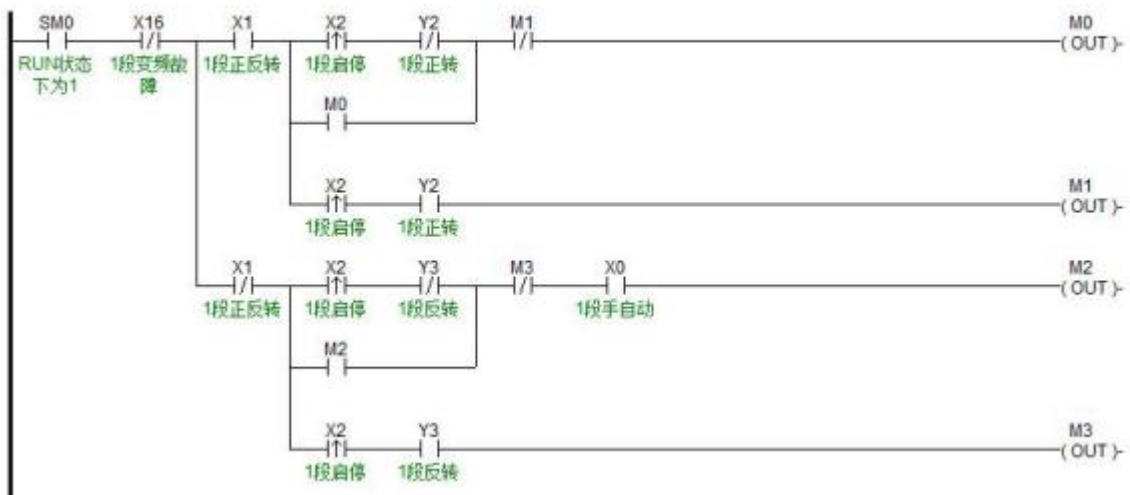 SM0 X16 X1 X2 Y2 M1 M0
( OUT )
RUN状态 1段变频故 1段正反转 1段启停 1段正转
下为1 障
M0
X2 Y2 M1
( OUT )
1段启停 1段正转
X1 X2 Y3 M3 X0 M2
( OUT )
1段正反转 1段启停 1段反转 1段手自动
M2
X2 Y3 M3
( OUT )
1段启停 1段反转